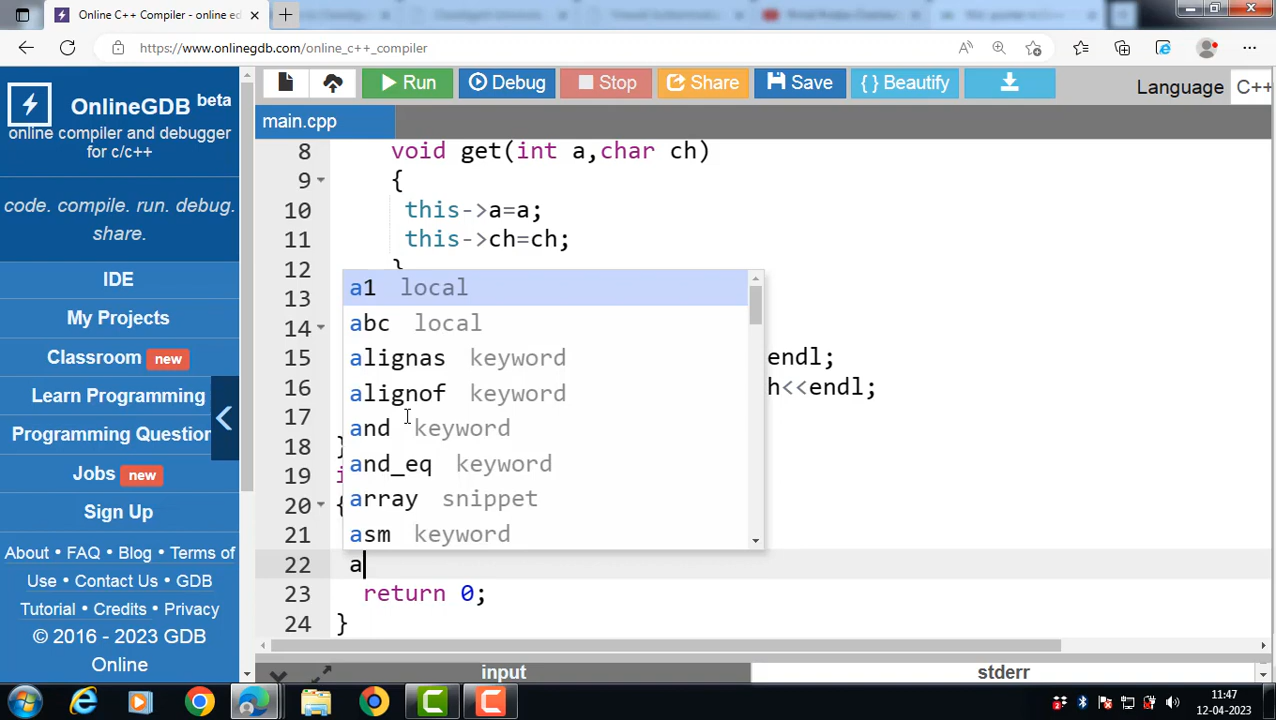 Online C++ Compiler - online ed
https://www.onlinegdb.com/online_c++_compiler
OnlineGDB beta
online compiler and debugger
for c/c++
code. compile. run. debug.
share.
IDE
My Projects
Classroom new
Learn Programming
Programming Question
Jobs new
Sign Up
About • FAQ • Blog • Terms of
Use • Contact Us • GDB
Tutorial • Credits • Privacy
© 2016 - 2023 GDB
Online
Run
Debug
Stop
Share
Save
{ } Beautify
Language C++
main.cpp
8 void get(int a,char ch)
9 {
10 this->a=a;
11 this->ch=ch;
12 }
13
14
15 endl;
16 h<<endl;
17
18 }
19 i
20 {
21
22 a
23 return 0;
24 }
a1 local
abc local
alignas keyword
alignof keyword
and keyword
and_eq keyword
array snippet
asm keyword
input
stderr
11:47
12-04-2023